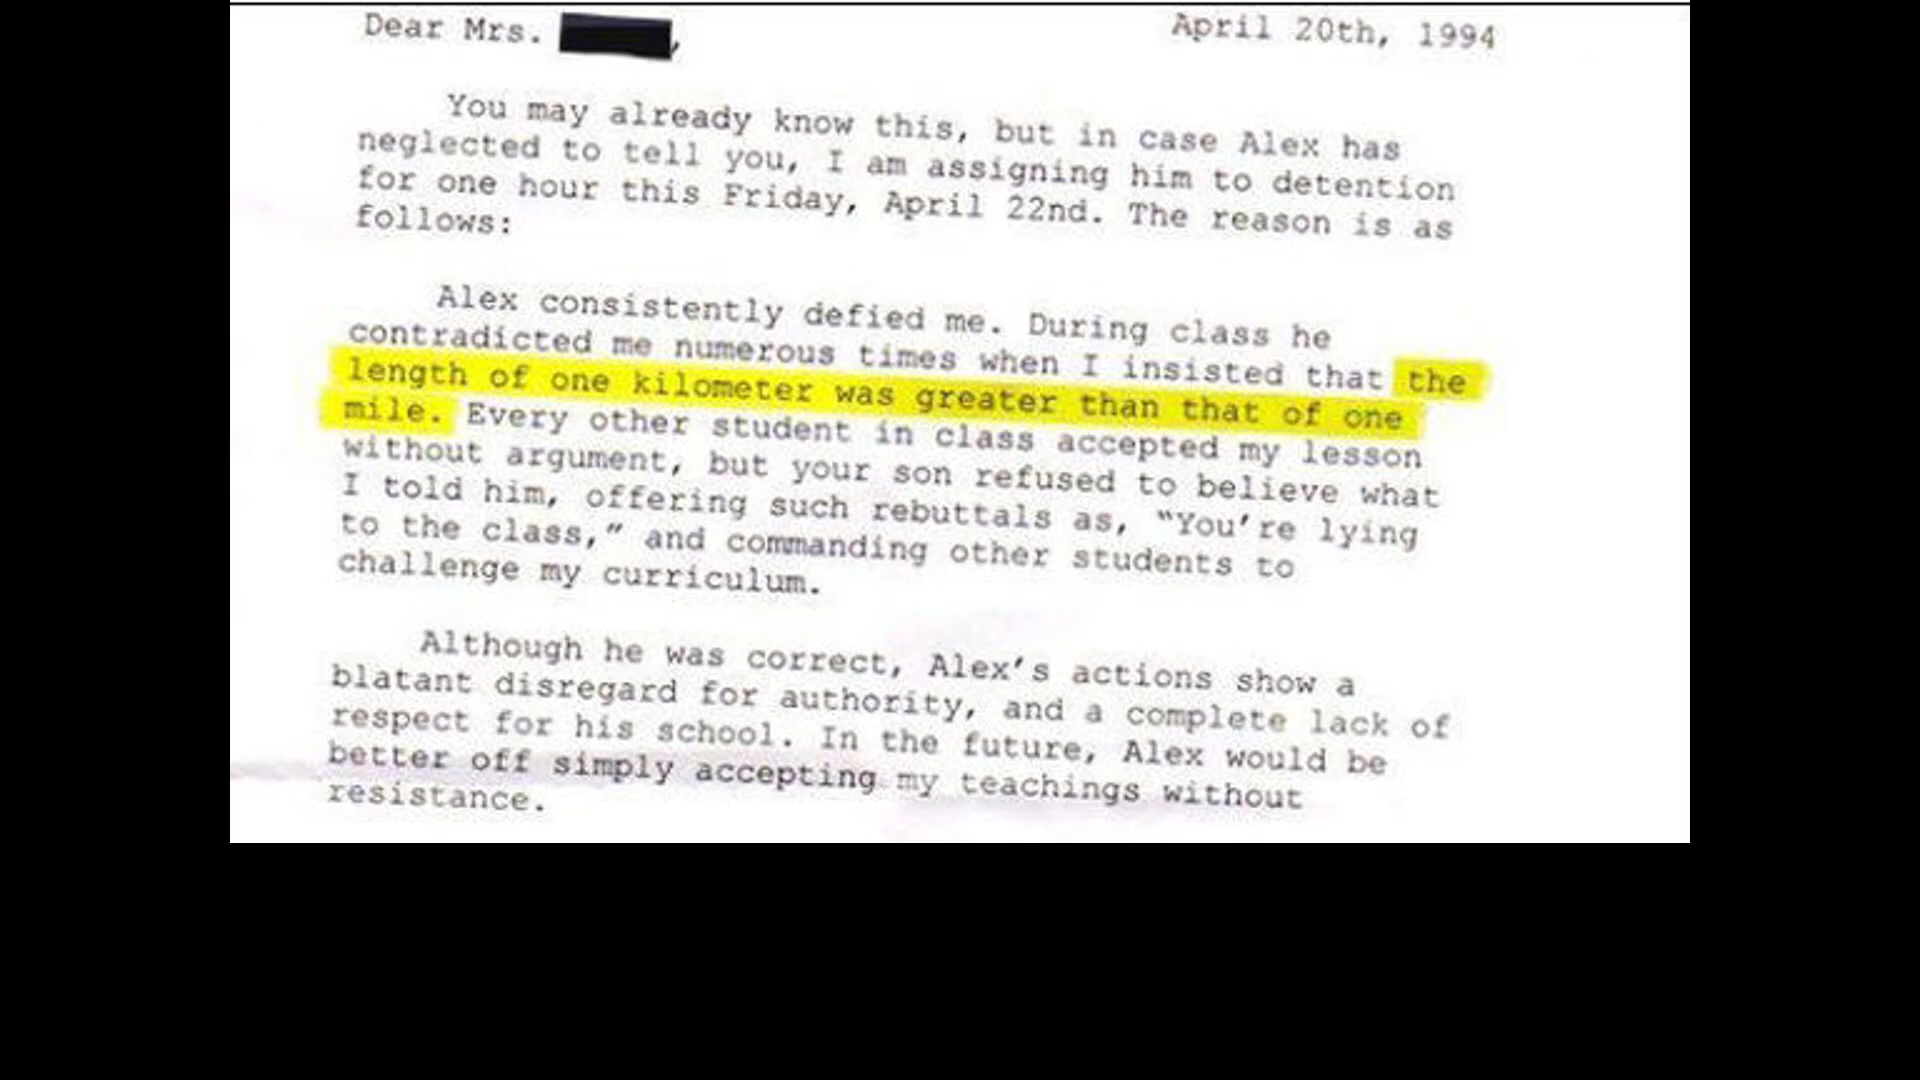 Dear Mrs. , April 20th, 1994
You may already know this, but in case Alex has
neglected to tell you, I am assigning him to detention
for one hour this Friday, April 22nd. The reason is as
follows:
Alex consistently defied me. During class he
contradicted me numerous times when I insisted that the
length of one kilometer was greater than that of one
mile. Every other student in class accepted my lesson
without argument, but your son refused to believe what
I told him, offering such rebuttals as, “You’re lying
to the class,” and commanding other students to
challenge my curriculum.
Although he was correct, Alex’s actions show a
blatant disregard for authority, and a complete lack of
respect for his school. In the future, Alex would be
better off simply accepting my teachings without
resistance.